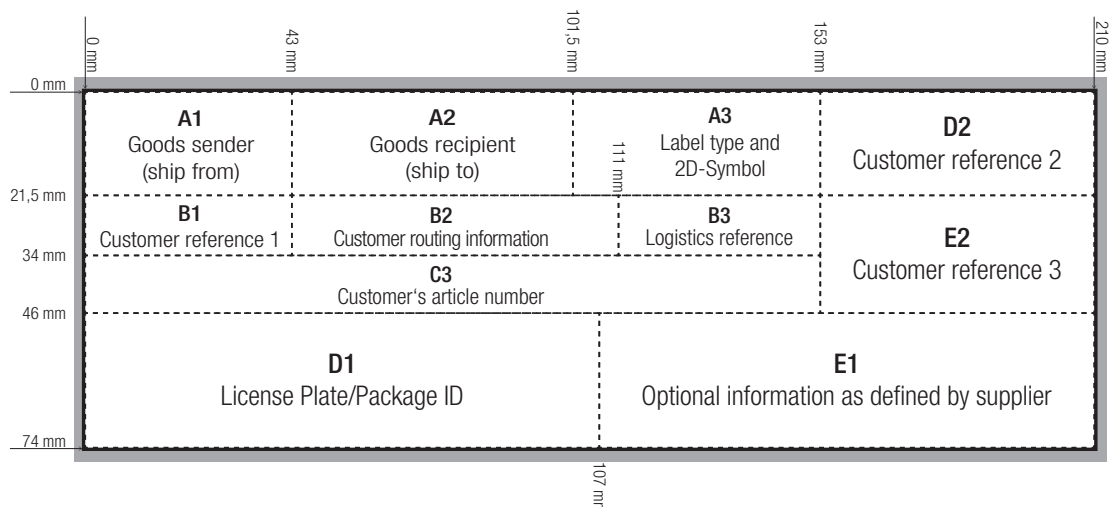 0 mm
43 mm
101,5 mm
153 mm
210 mm
0 mm
A1
Goods sender
(ship from)
A2
Goods recipient
(ship to)
A3
Label type and
2D-Symbol
D2
Customer reference 2
111 mm
21,5 mm
B1
Customer reference 1
B2
Customer routing information
B3
Logistics reference
E2
Customer reference 3
34 mm
C3
Customer‘s article number
46 mm
D1
License Plate/Package ID
E1
Optional information as defined by supplier
74 mm
107 mm